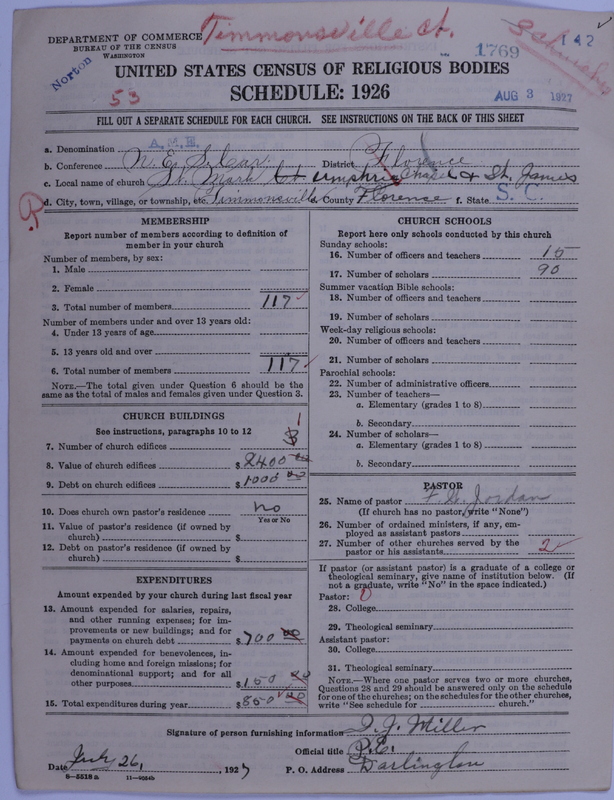 Timmonsville Ct.
DEPARTMENT OF COMMERCE
BUREAU OF THE CENSUS
WASHINGTON
Norton
53
1769
142
UNITED STATES CENSUS OF RELIGIOUS BODIES
SCHEDULE: 1926
AUG 3 1927
FILL OUT A SEPARATE SCHEDULE FOR EACH CHURCH. SEE INSTRUCTIONS ON THE BACK OF THIS SHEET
a. Denomination A.M.E.
b. Conference N.E. District Florence
c. Local name of church St. Mark & St. James
d. City, town, village, or township, etc. Timmonsville County Florence f. State S. C.
MEMBERSHIP
Report number of members according to definition of member in your church
Number of members, by sex:
1. Male
2. Female
3. Total number of members 117
Number of members under and over 13 years old:
4. Under 13 years of age
5. 13 years old and over
6. Total number of members 117
NOTE.—The total given under Question 6 should be the same as the total of males and females given under Question 3.
CHURCH BUILDINGS
See instructions, paragraphs 10 to 12
7. Number of church edifices
8. Value of church edifices $ 2400 00
9. Debt on church edifices $ 1000 00
10. Does church own pastor's residence no
Yes or No
11. Value of pastor's residence (if owned by church) $
12. Debt on pastor's residence (if owned by church) $
EXPENDITURES
Amount expended by your church during last fiscal year
13. Amount expended for salaries, repairs, and other running expenses; for improvements or new buildings; and for payments on church debt $ 700 00
14. Amount expended for benevolences, including home and foreign missions; for denominational support; and for all other purposes $ 150 00
15. Total expenditures during year $ 850 00
CHURCH SCHOOLS
Report here only schools conducted by this church
Sunday schools:
16. Number of officers and teachers 15
17. Number of scholars 90
Summer vacation Bible schools:
18. Number of officers and teachers
19. Number of scholars
Week-day religious schools:
20. Number of officers and teachers
21. Number of scholars
Parochial schools:
22. Number of administrative officers
23. Number of teachers—
a. Elementary (grades 1 to 8)
b. Secondary
24. Number of scholars—
a. Elementary (grades 1 to 8)
b. Secondary
PASTOR
25. Name of pastor Jordan
(If church has no pastor, write "None")
26. Number of ordained ministers, if any, employed as assistant pastors
27. Number of other churches served by the pastor or his assistants 2
If pastor (or assistant pastor) is a graduate of a college or theological seminary, give name of institution below. (If not a graduate, write "No" in the space indicated.)
Pastor:
28. College
29. Theological seminary
Assistant pastor:
30. College
31. Theological seminary
NOTE.—Where one pastor serves two or more churches, Questions 28 and 29 should be answered only on the schedule for one of the churches; on the schedules for the other churches, write "See schedule for church."
Signature of person furnishing information I. J. Miller
Official title P.E.
Date July 26, 1927 P. O. Address Darlington